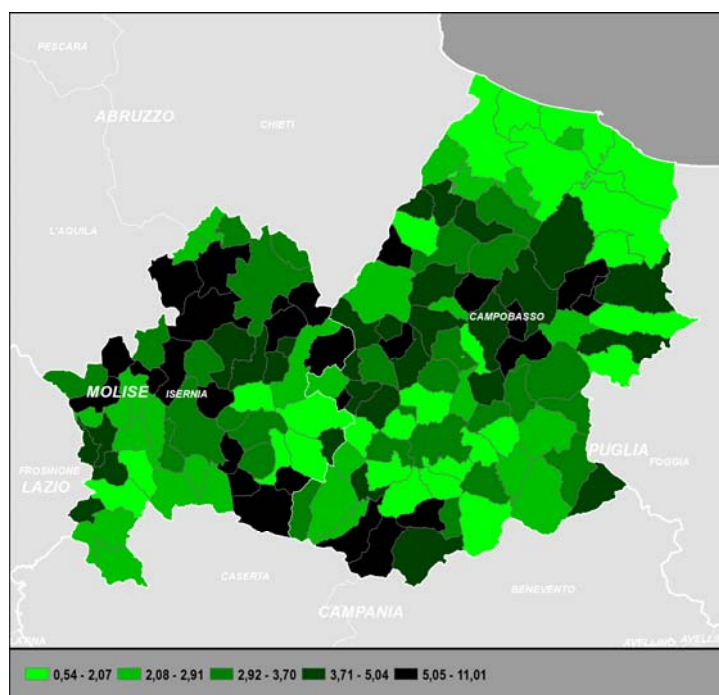 PESCARA
ABRUZZO
CHIETI
L'AQUILA
CAMPOBASSO
MOLISE
ISERNIA
PUGLIA
FROSINONE
FOGGIA
LAZIO
CASERTA
BENEVENTO
CAMPANIA
AVELLINO
0,54 - 2,07 2,08 - 2,91 2,92 - 3,70 3,71 - 5,04 5,05 - 11,01